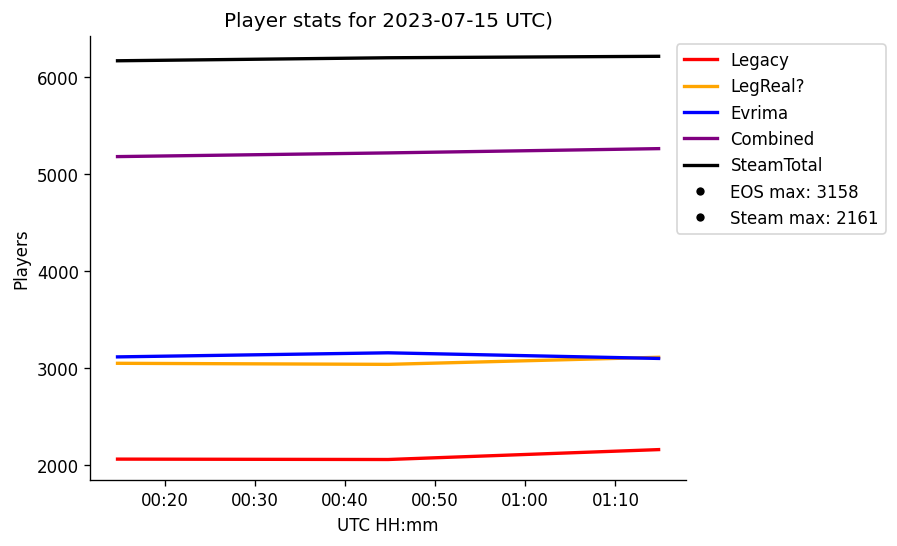 Player stats for 2023-07-15 UTC)
6000
5000
4000
3000
2000
Players
00:20
00:30
00:40
00:50
01:00
01:10
UTC HH:mm
Legacy
LegReal?
Evrima
Combined
SteamTotal
EOS max: 3158
Steam max: 2161